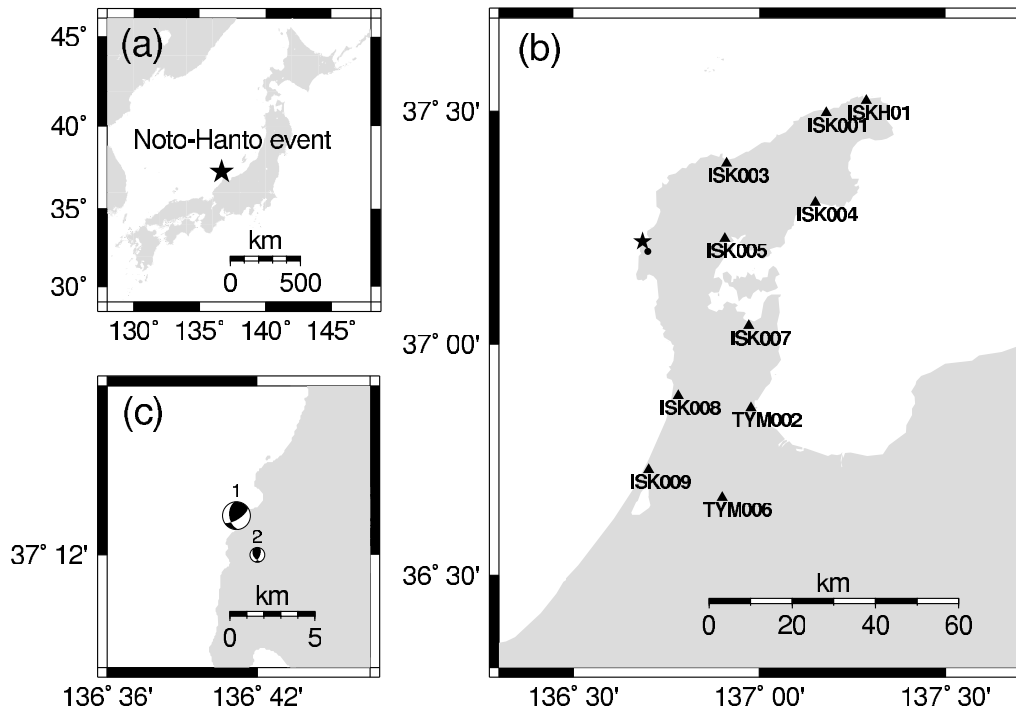 (a)
45°
40°
35°
30°
Noto-Hanto event
km
0 500
130° 135° 140° 145°
(b)
37° 30'
37° 00'
36° 30'
ISKH01
ISK001
ISK003
ISK004
ISK005
ISK007
ISK008
TYM002
ISK009
TYM006
km
0 20 40 60
136° 30' 137° 00' 137° 30'
(c)
1
2
37° 12'
km
0 5
136° 36' 136° 42'